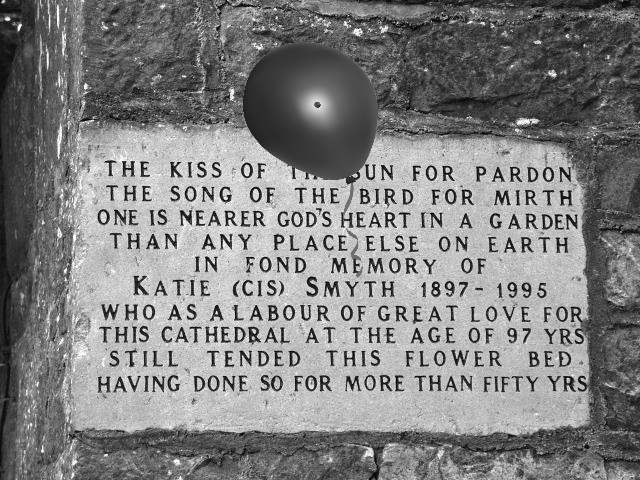 THE KISS OF THE SUN FOR PARDON
THE SONG OF THE BIRD FOR MIRTH
ONE IS NEARER GOD'S HEART IN A GARDEN
THAN ANY PLACE ELSE ON EARTH
IN FOND MEMORY OF
KATIE (CIS) SMYTH 1897-1995
WHO AS A LABOUR OF GREAT LOVE FOR
THIS CATHEDRAL AT THE AGE OF 97 YRS
STILL TENDED THIS FLOWER BED
HAVING DONE SO FOR MORE THAN FIFTY YRS